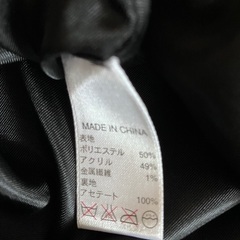 MADE IN CHINA
表地
ポリエステル 50%
アクリル 49%
金属繊維 1%
裏地
アセテート 100%